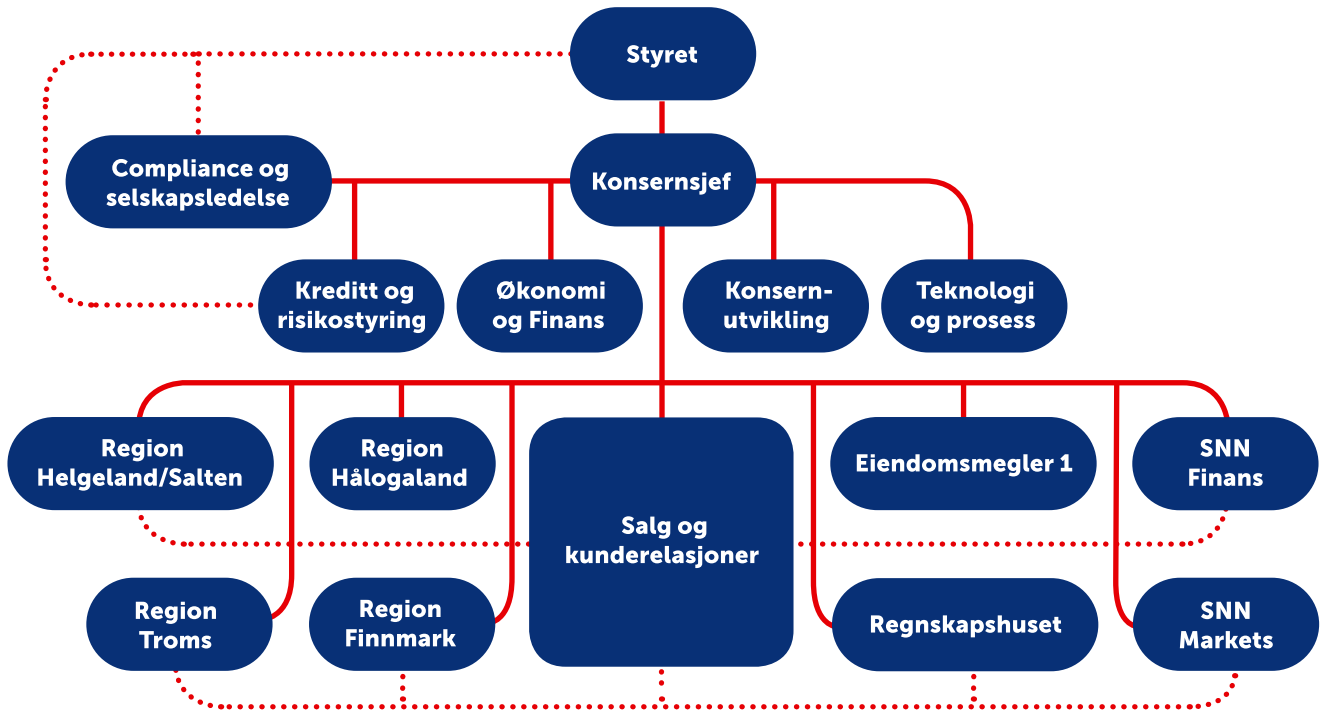 Styret
Compliance og
selskapsledelse
Konsernsjef
Kreditt og
risikostyring
Økonomi
og Finans
Konsern-
utvikling
Teknologi
og prosess
Region
Helgeland/Salten
Region
Hålogaland
Salg og
kunderelasjoner
Eiendomsmegler 1
SNN
Finans
Region
Troms
Region
Finnmark
Regnskapshuset
SNN
Markets